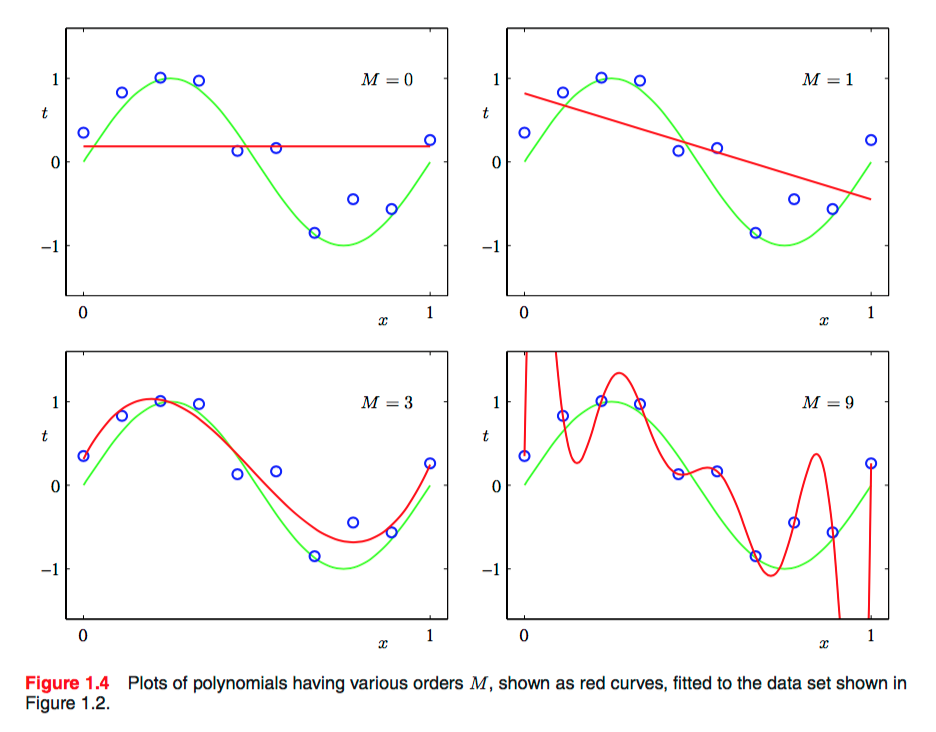 M = 0
1
t
0
−1
0
x
1
M = 1
1
t
0
−1
0
x
1
M = 3
1
t
0
−1
0
x
1
M = 9
1
t
0
−1
0
x
1
Figure 1.4 Plots of polynomials having various orders M, shown as red curves, fitted to the data set shown in
Figure 1.2.